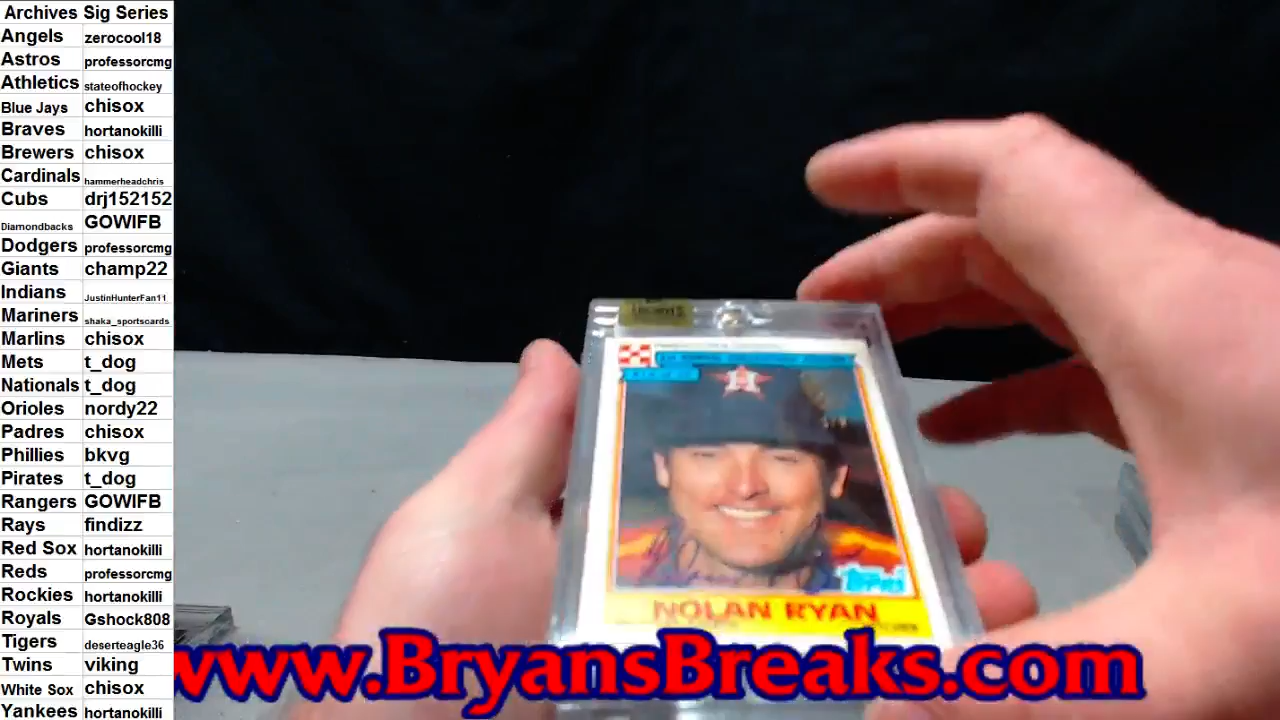 Archives Sig Series
Angels zerocool18
Astros professorcmg
Athletics stateofhockey
Blue Jays chisox
Braves hortanokilli
Brewers chisox
Cardinals hammerheadchris
Cubs drj152152
Diamondbacks GOWIFB
Dodgers professorcmg
Giants champ22
Indians JustinHunterFan11
Mariners shaka_sportscards
Marlins chisox
Mets t_dog
Nationals t_dog
Orioles nordy22
Padres chisox
Phillies bkvg
Pirates t_dog
Rangers GOWIFB
Rays findizz
Red Sox hortanokilli
Reds professorcmg
Rockies hortanokilli
Royals Gshock808
Tigers deserteagle36
Twins viking
White Sox chisox
Yankees hortanokilli
H
Topps
NOLAN RYAN
www.BryansBreaks.com